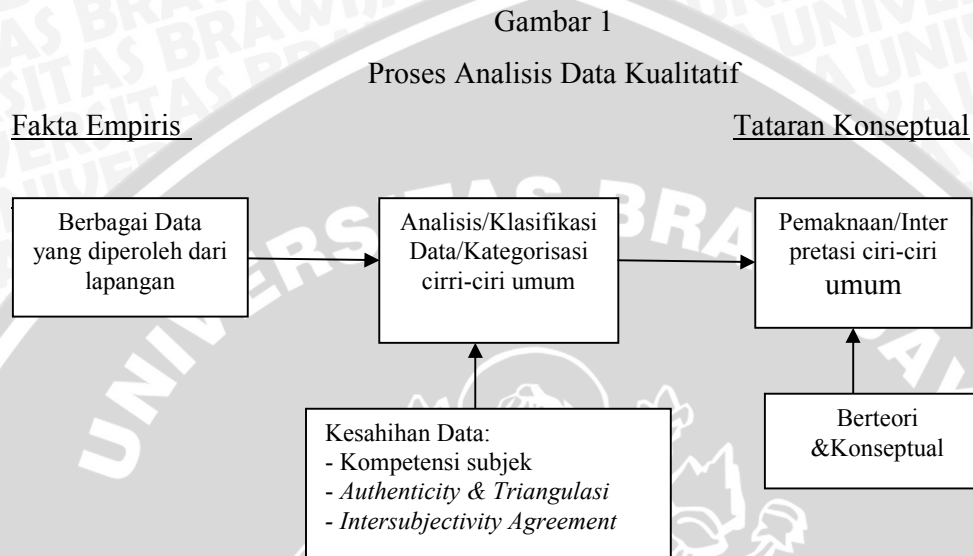 Gambar 1
Proses Analisis Data Kualitatif
Fakta Empiris
Tataran Konseptual
Berbagai Data
yang diperoleh dari
lapangan
Analisis/Klasifikasi
Data/Kategorisasi
cirri-ciri umum
Pemaknaan/Inter
pretasi ciri-ciri
umum
Kesahihan Data:
- Kompetensi subjek
- Authenticity & Triangulasi
- Intersubjectivity Agreement
Berteori
&Konseptual
UNIVERSITAS BRAWIJAYA